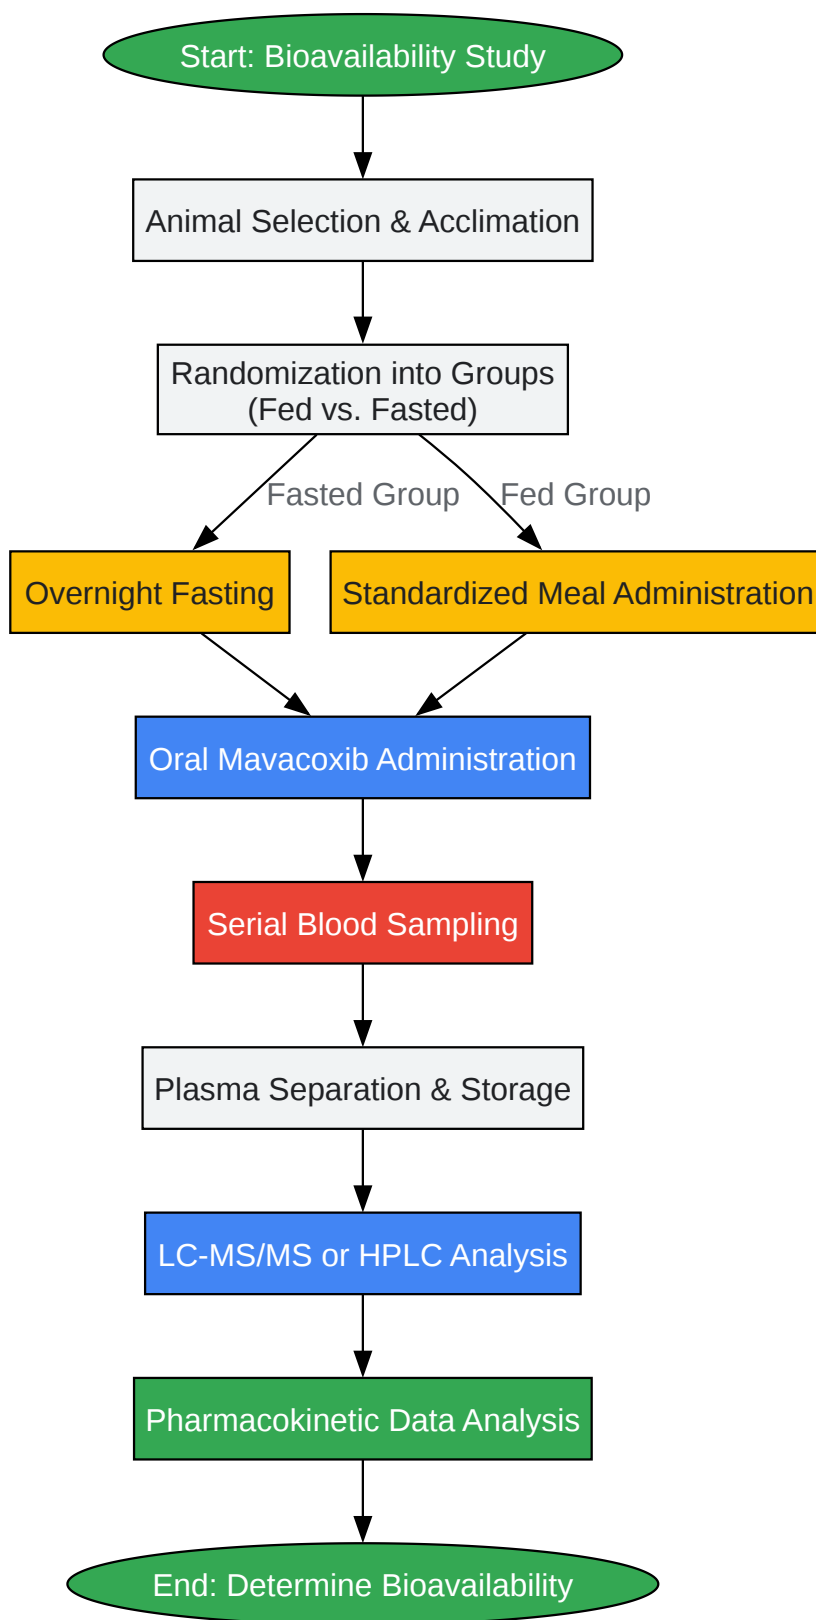 Start: Bioavailability Study
Animal Selection & Acclimation
Randomization into Groups
(Fed vs. Fasted)
Fasted Group
Fed Group
Overnight Fasting
Standardized Meal Administration
Oral Mavacoxib Administration
Serial Blood Sampling
Plasma Separation & Storage
LC-MS/MS or HPLC Analysis
Pharmacokinetic Data Analysis
End: Determine Bioavailability